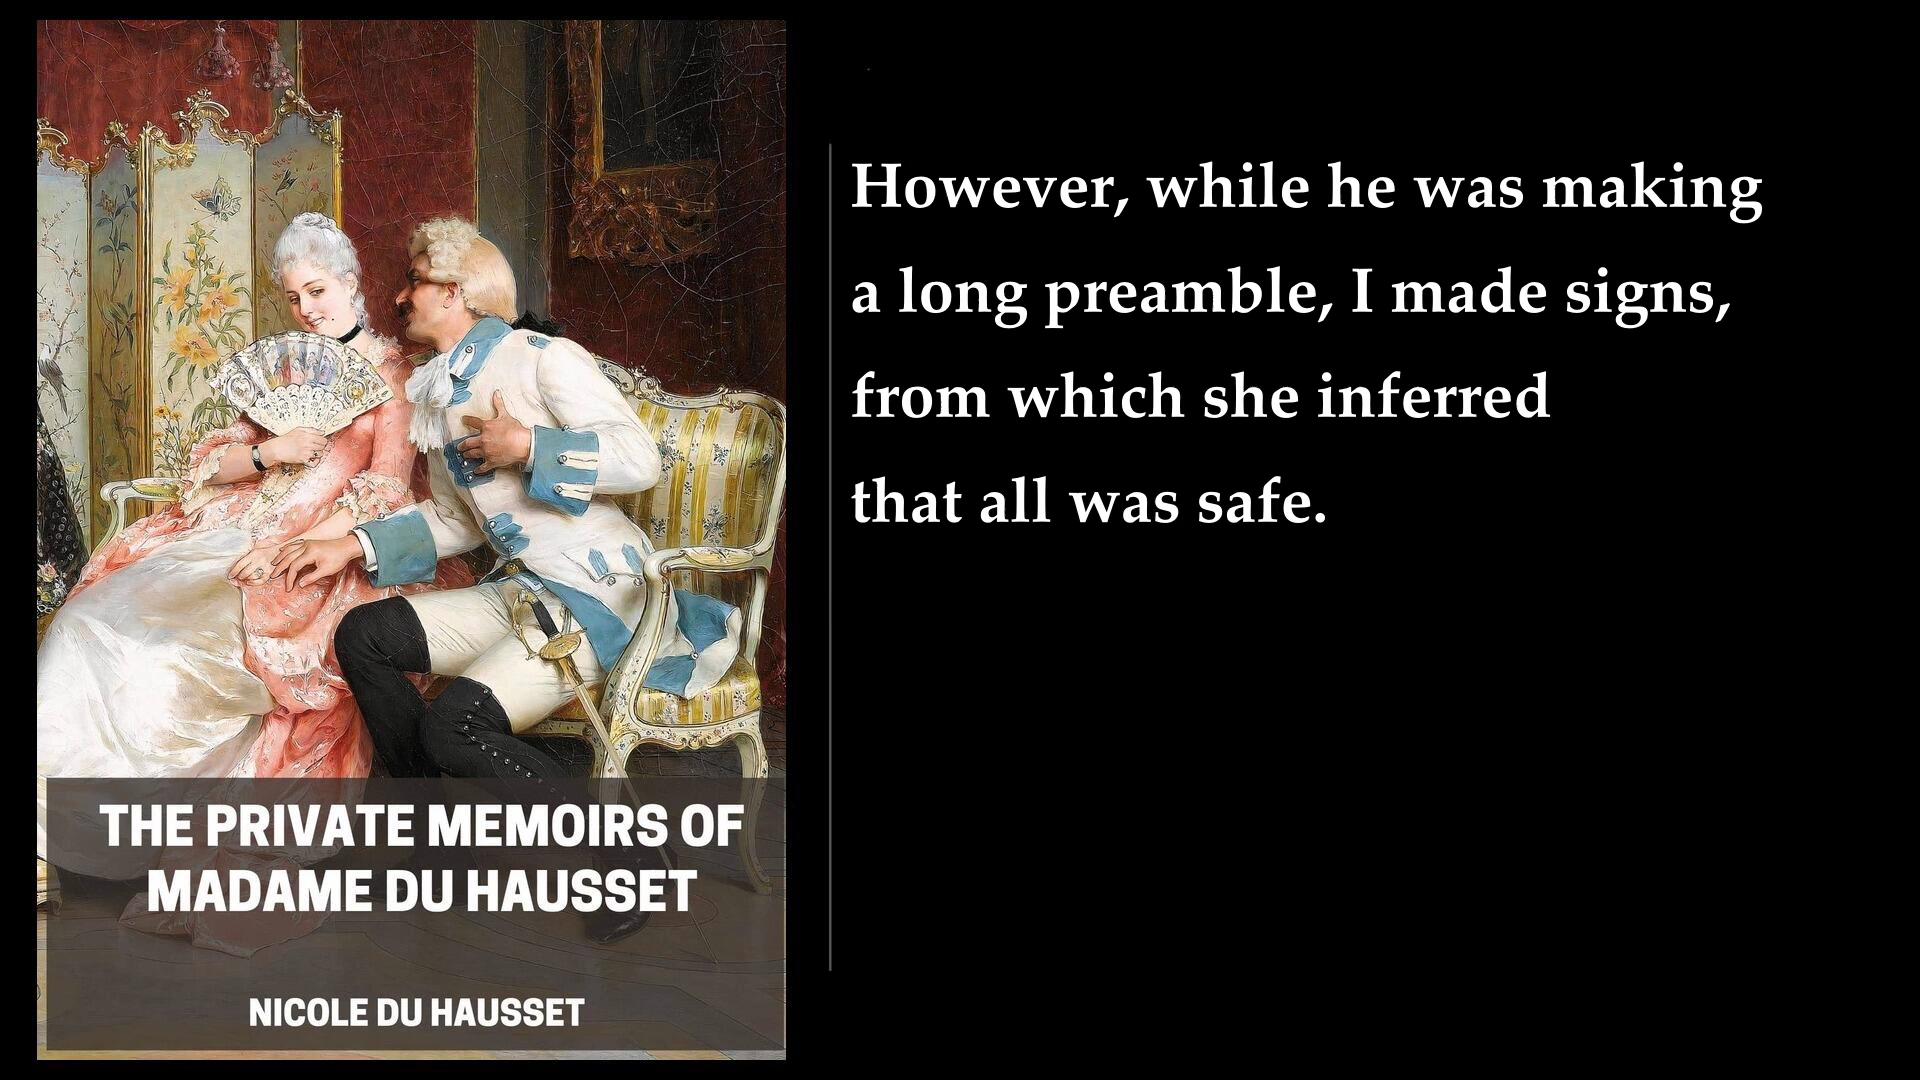 However, while he was making
a long preamble, I made signs,
from which she inferred
that all was safe.
THE PRIVATE MEMOIRS OF
MADAME DU HAUSSET
NICOLE DU HAUSSET